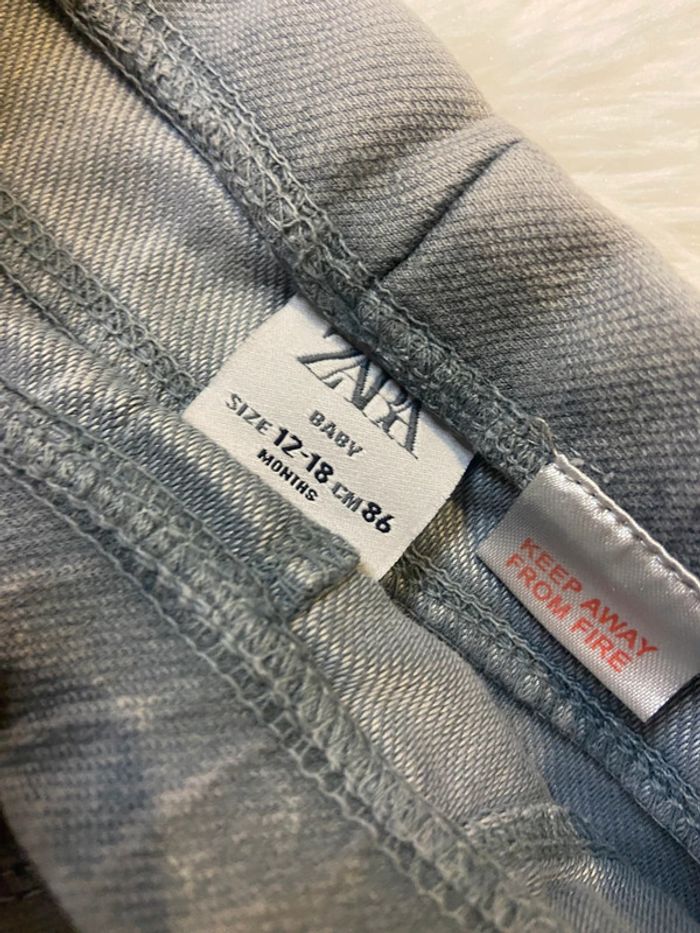 ZARA
BABY
SIZE 12-18 CM 86
MONTHS
KEEP AWAY
FROM FIRE